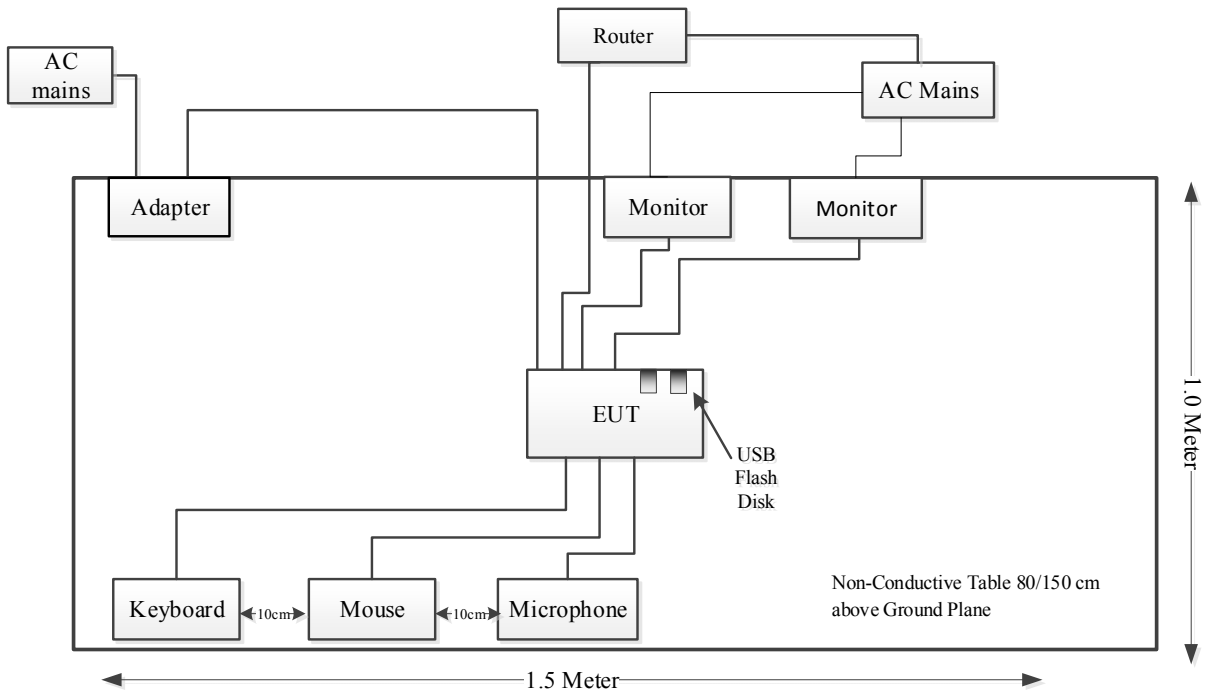 Router
AC
mains
AC Mains
Adapter
Monitor
Monitor
EUT
USB
Flash
Disk
1.0 Meter
Keyboard
10cm
Mouse
10cm
Microphone
Non-Conductive Table 80/150 cm
above Ground Plane
1.5 Meter